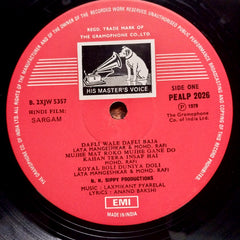 REGD. TRADE MARK OF
THE GRAMOPHONE CO. LTD.
HIS MASTER'S VOICE
B. 2XJW 5357
HINDI FILM:
SARGAM
SIDE ONE
PEALP 2026
℗ 1979
The Gramophone
Co. of India Ltd.
DAFLI WALE DAFLI BAJA
LATA MANGESHKAR & MOHD. RAFI
MUJHE MAT ROKO MUJHE GANE DO
KAHAN TERA INSAF HAI
MOHD. RAFI
KOYAL BOLI DUNIYA DOLI
LATA MANGESHKAR & MOHD. RAFI
N. N. SIPPY PRODUCTIONS
MUSIC : LAXMIKANT PYARELAL
LYRICS : ANAND BAKSHI
EMI
MADE IN INDIA